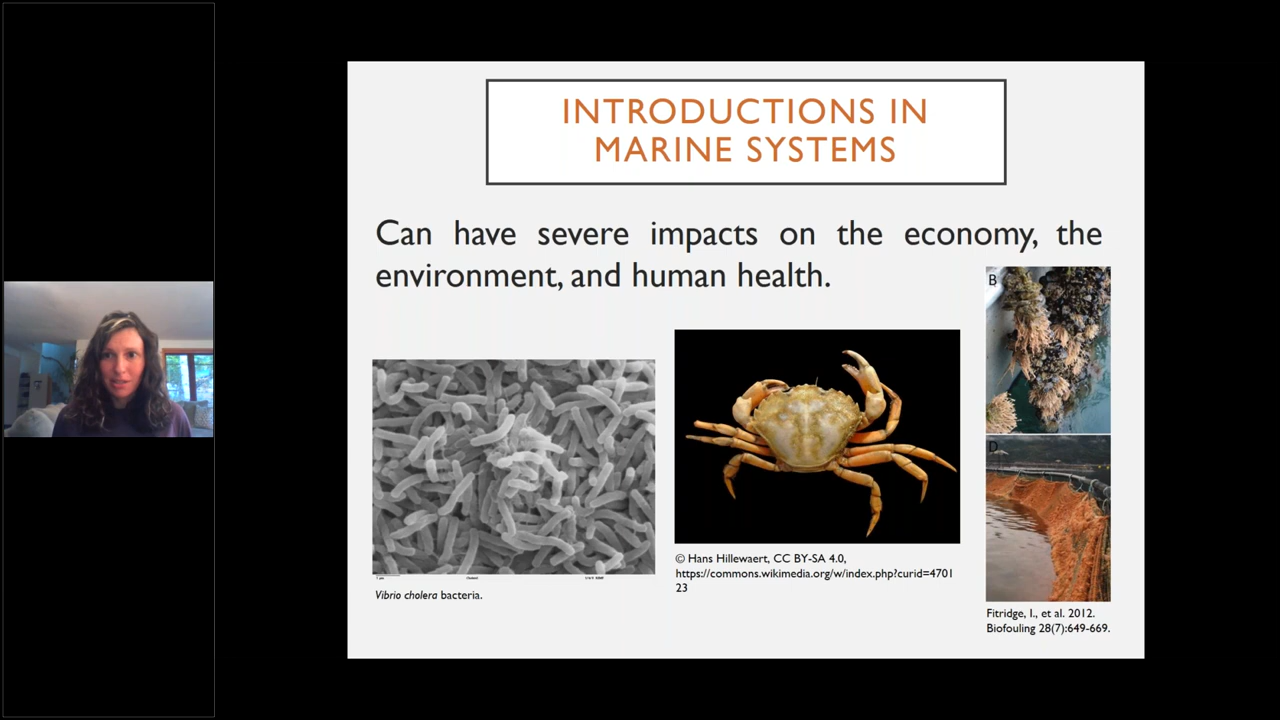 INTRODUCTIONS IN
MARINE SYSTEMS
Can have severe impacts on the economy, the
environment, and human health.
B
D
© Hans Hillewaert, CC BY-SA 4.0,
https://commons.wikimedia.org/w/index.php?curid=4701
23
Vibrio cholera bacteria.
Fitridge, I., et al. 2012.
Biofouling 28(7):649-669.